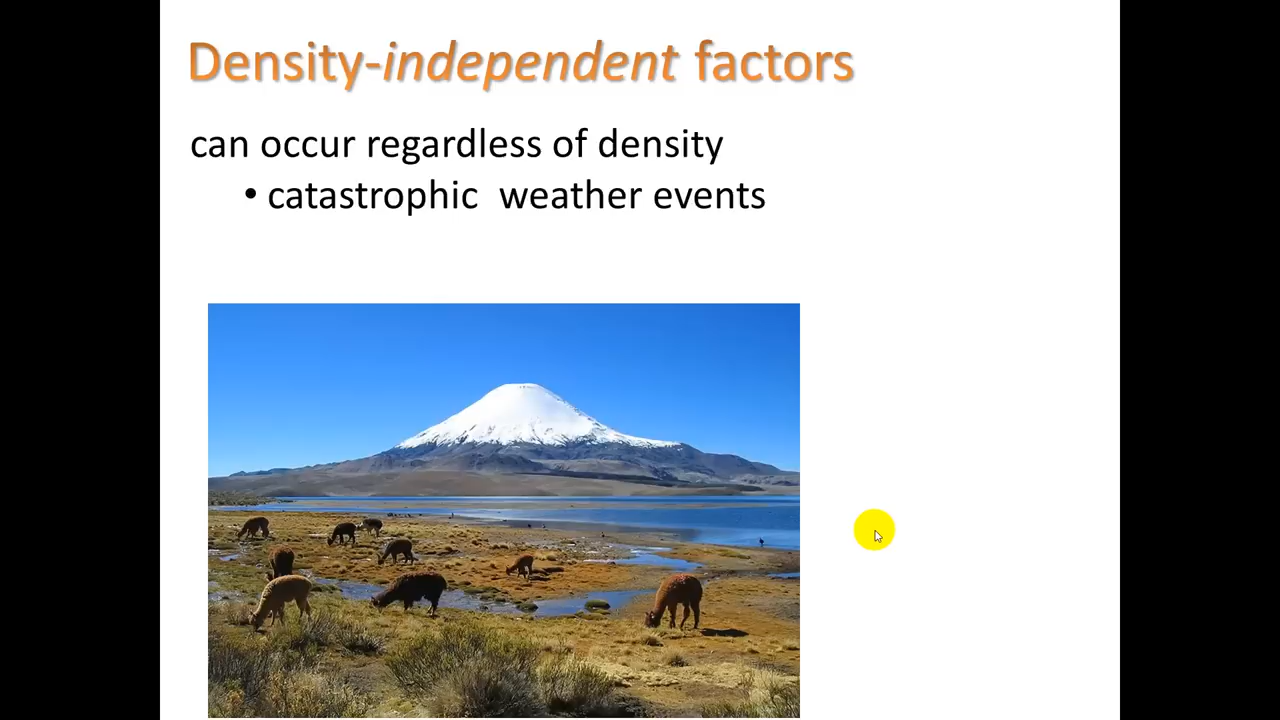 Density-independent factors
can occur regardless of density
• catastrophic weather events